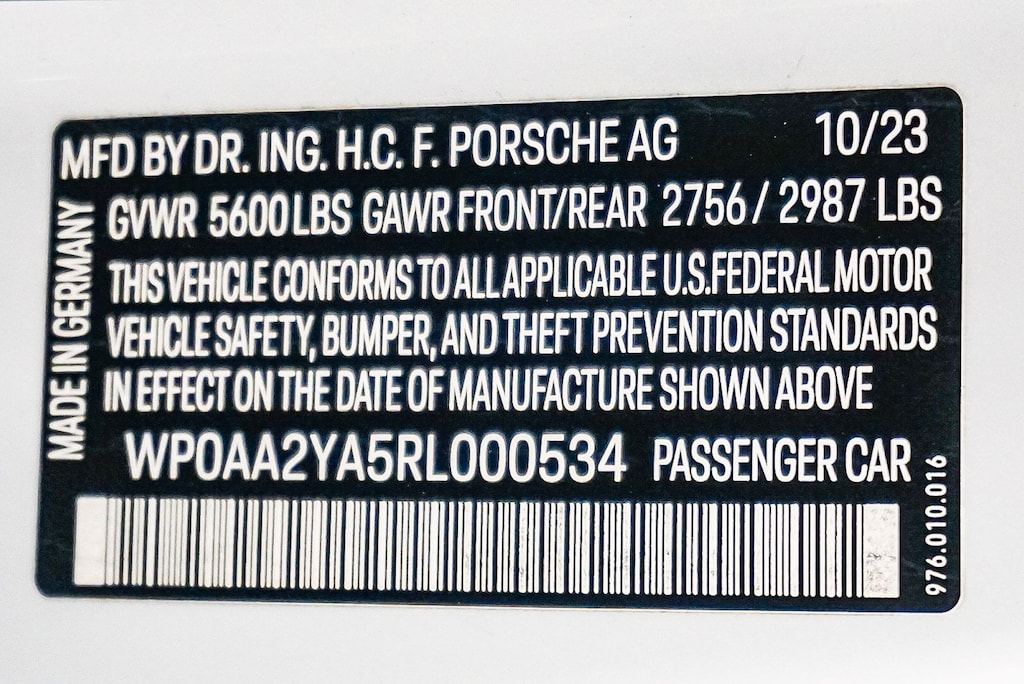 MFD BY DR. ING. H.C. F. PORSCHE AG 10/23
GVWR 5600 LBS GAWR FRONT/REAR 2756 / 2987 LBS
THIS VEHICLE CONFORMS TO ALL APPLICABLE U.S.FEDERAL MOTOR
VEHICLE SAFETY, BUMPER, AND THEFT PREVENTION STANDARDS
IN EFFECT ON THE DATE OF MANUFACTURE SHOWN ABOVE
WP0AA2YA5RL000534 PASSENGER CAR
MADE IN GERMANY
976.010.016